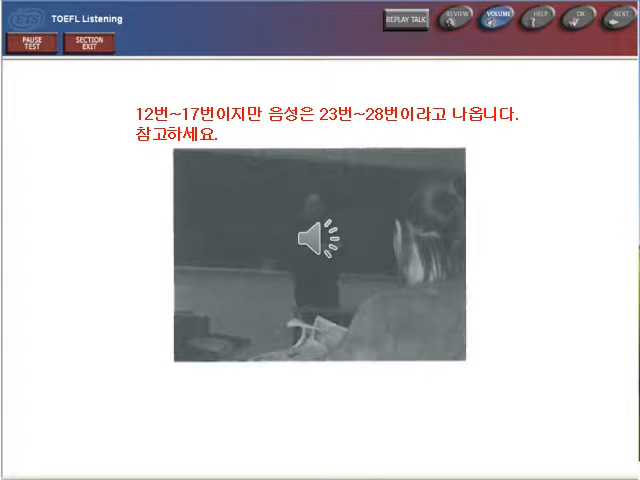 ETS
TOEFL Listening
REPLAY TALK
REVIEW
VOLUME
HELP
OK
NEXT
PAUSE
TEST
SECTION
EXIT
12번~17번이지만 음성은 23번~28번이라고 나옵니다.
참고하세요.